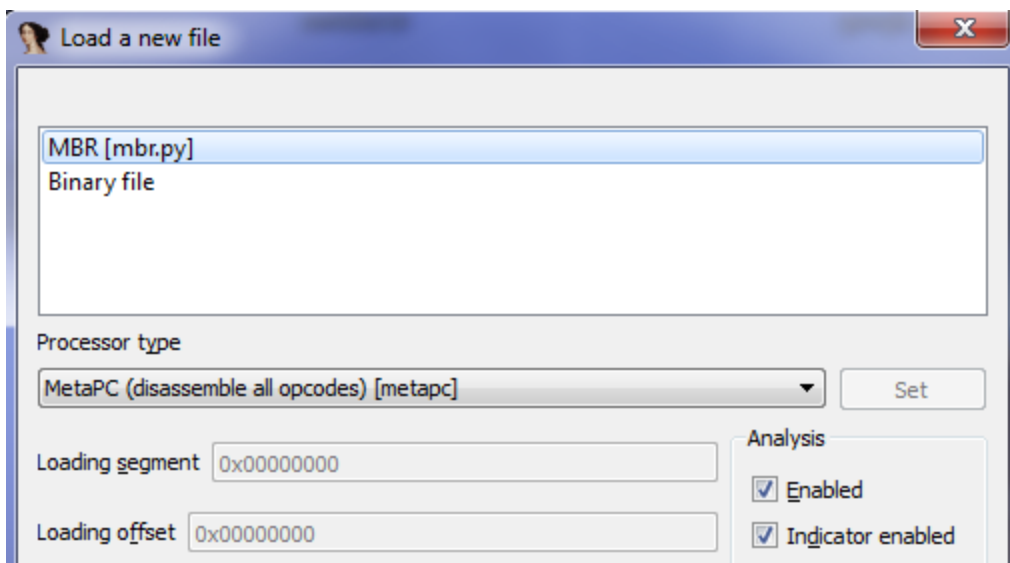 Load a new file
MBR [mbr.py]
Binary file
Processor type
MetaPC (disassemble all opcodes) [metapc]
Set
Loading segment 0x00000000
Loading offset 0x00000000
Analysis
Enabled
Indicator enabled